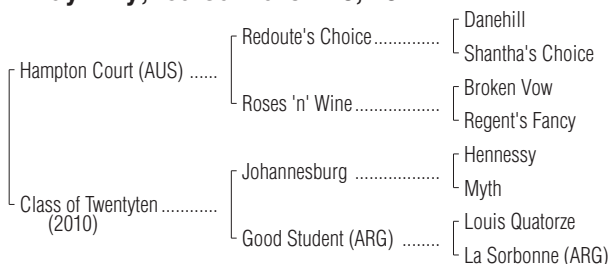 Danehill
Redoute's Choice..............
Shantha's Choice
Hampton Court (AUS) ......
Broken Vow
Roses 'n' Wine..................
Regent's Fancy
Hennessy
Johannesburg ..................
Myth
Class of Twentyten ............
(2010)
Louis Quatorze
Good Student (ARG) ........
La Sorbonne (ARG)